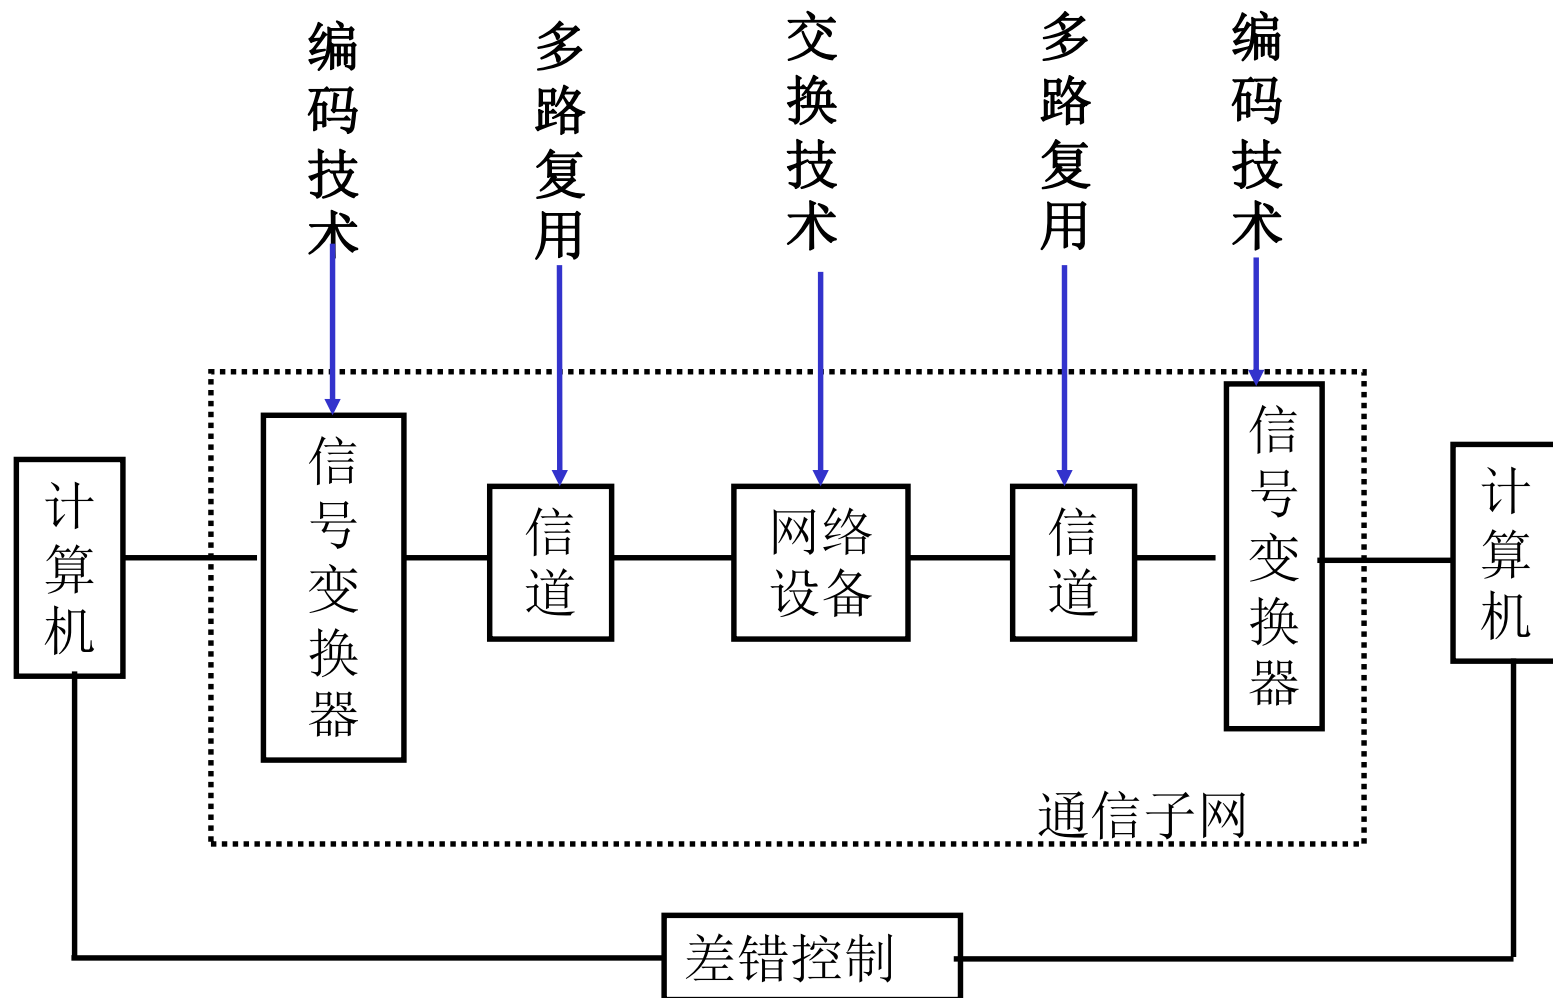 编码技术
多路复用
交换技术
多路复用
编码技术
计算机
信号变换器
信道
网络
设备
信道
信号变换器
计算机
通信子网
差错控制